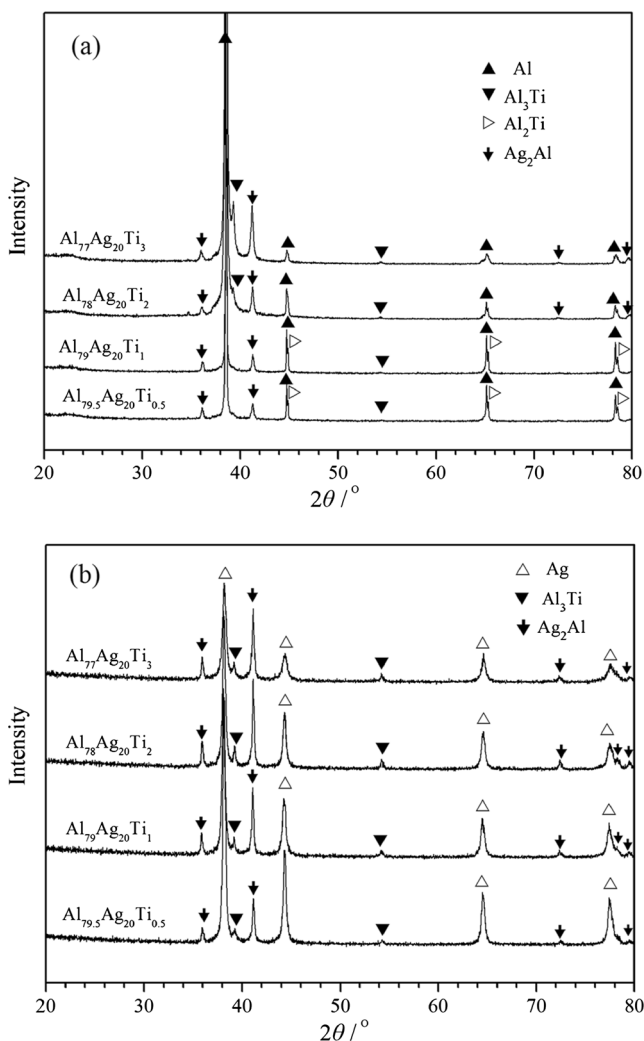 (a)
Al
Al₃Ti
Al₂Ti
Ag₂Al
Intensity
Al₇₇Ag₂₀Ti₃
Al₇₈Ag₂₀Ti₂
Al₇₉Ag₂₀Ti₁
Al₇₉.₅Ag₂₀Ti₀.₅
20 30 40 50 60 70 80
2θ / °
(b)
Ag
Al₃Ti
Ag₂Al
Intensity
Al₇₇Ag₂₀Ti₃
Al₇₈Ag₂₀Ti₂
Al₇₉Ag₂₀Ti₁
Al₇₉.₅Ag₂₀Ti₀.₅
20 30 40 50 60 70 80
2θ / °